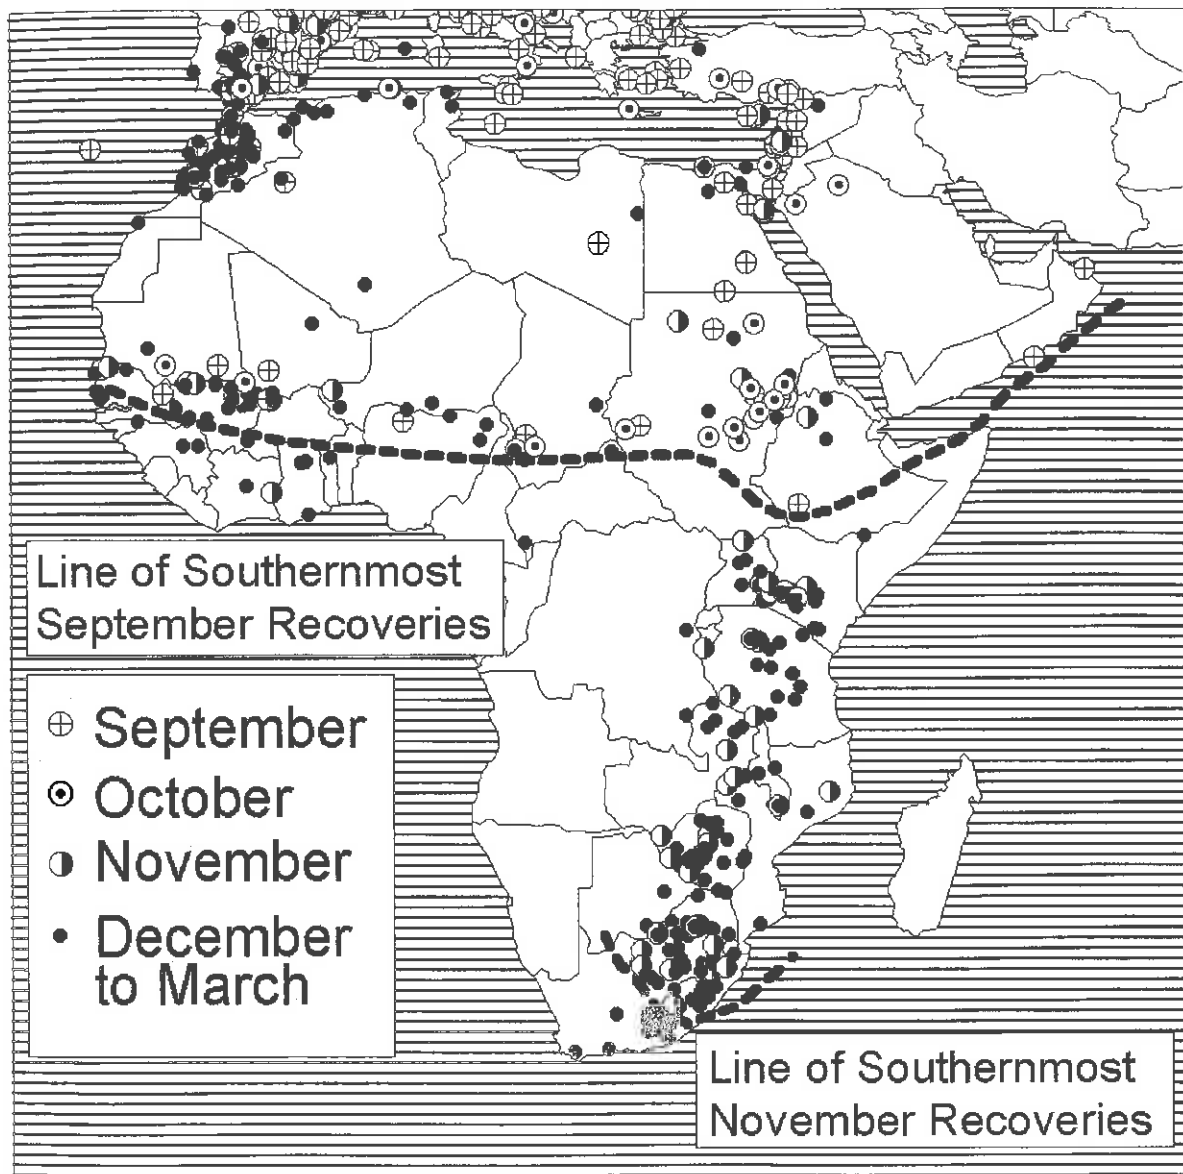 Line of Southernmost
September Recoveries
September
October
November
December
to March
Line of Southernmost
November Recoveries